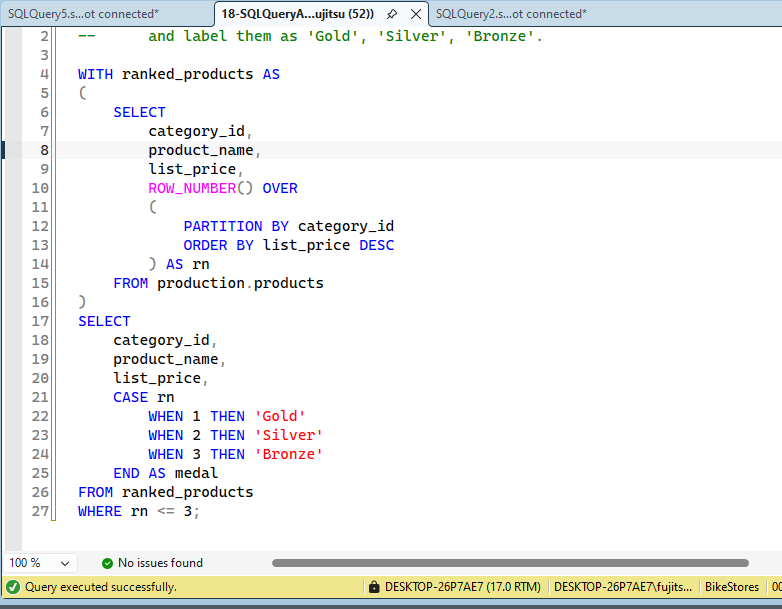 SQLQuery5.s...ot connected* 18-SQLQueryA...ujitsu (52)) SQLQuery2.s...ot connected*
2 -- and label them as 'Gold', 'Silver', 'Bronze'.
3
4 WITH ranked_products AS
5 (
6 SELECT
7 category_id,
8 product_name,
9 list_price,
10 ROW_NUMBER() OVER
11 (
12 PARTITION BY category_id
13 ORDER BY list_price DESC
14 ) AS rn
15 FROM production.products
16 )
17 SELECT
18 category_id,
19 product_name,
20 list_price,
21 CASE rn
22 WHEN 1 THEN 'Gold'
23 WHEN 2 THEN 'Silver'
24 WHEN 3 THEN 'Bronze'
25 END AS medal
26 FROM ranked_products
27 WHERE rn <= 3;
100 % No issues found
Query executed successfully. DESKTOP-26P7AE7 (17.0 RTM) DESKTOP-26P7AE7\fujits... BikeStores 00